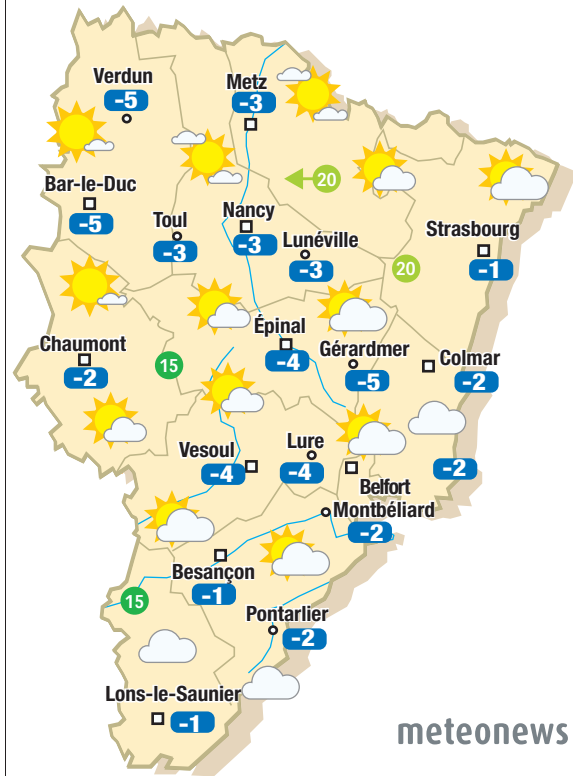 Verdun
-5
Metz
-3
20
Bar-le-Duc
-5
Toul
-3
Nancy
-3
Lunéville
-3
Strasbourg
-1
20
Chaumont
-2
15
Épinal
-4
Gérardmer
-5
Colmar
-2
Vesoul
-4
Lure
-4
Belfort
-2
Montbéliard
-2
Besançon
-1
15
Pontarlier
-2
Lons-le-Saunier
-1
meteonews